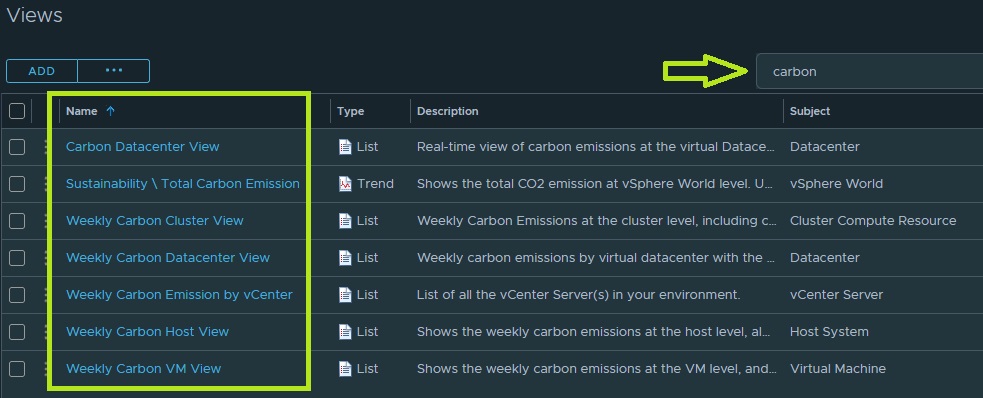 Views
ADD ... carbon
Name ↑ Type Description Subject
Carbon Datacenter View List Real-time view of carbon emissions at the virtual Datace... Datacenter
Sustainability \ Total Carbon Emission Trend Shows the total CO2 emission at vSphere World level. U... vSphere World
Weekly Carbon Cluster View List Weekly Carbon Emissions at the cluster level, including c... Cluster Compute Resource
Weekly Carbon Datacenter View List Weekly carbon emissions by virtual datacenter with the ... Datacenter
Weekly Carbon Emission by vCenter List List of all the vCenter Server(s) in your environment. vCenter Server
Weekly Carbon Host View List Shows the weekly carbon emissions at the host level, al... Host System
Weekly Carbon VM View List Shows the weekly carbon emissions at the VM level, and... Virtual Machine